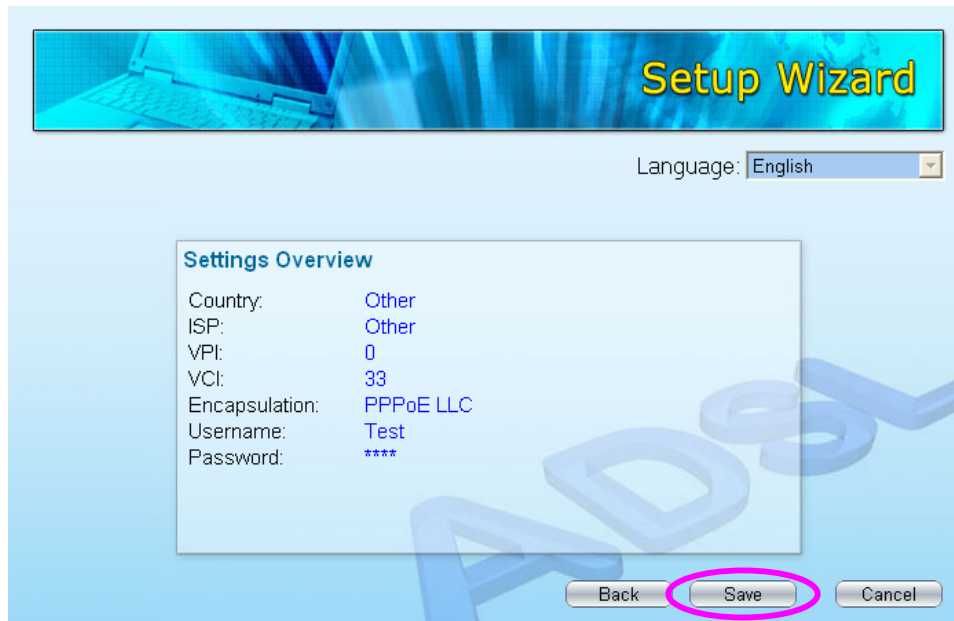 Setup Wizard
Language: English
Settings Overview
Country: Other
ISP: Other
VPI: 0
VCI: 33
Encapsulation: PPPoE LLC
Username: Test
Password: ****
ADSL
Back Save Cancel